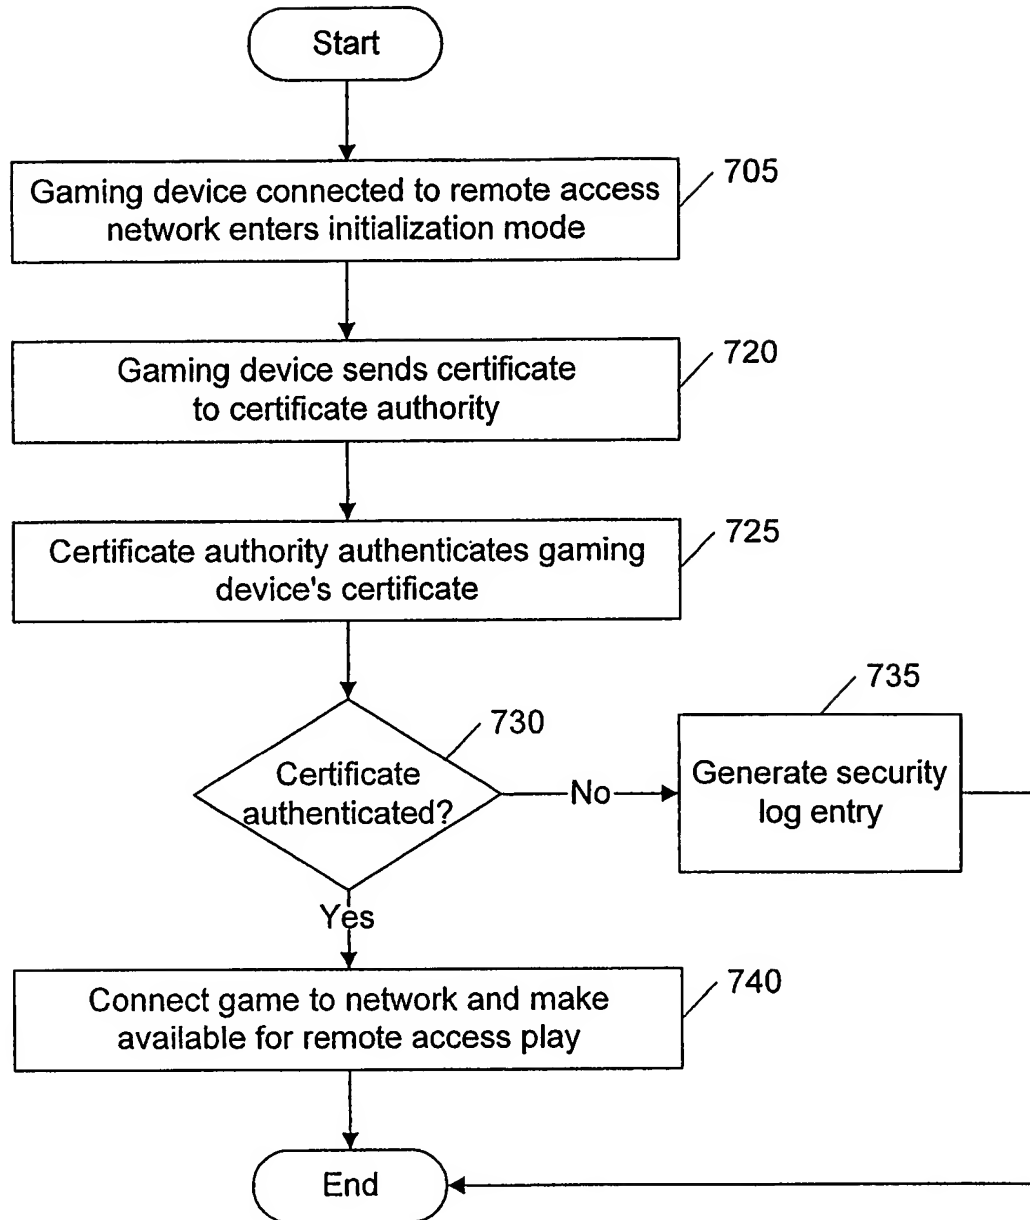 Start
Gaming device connected to remote access
network enters initialization mode
705
Gaming device sends certificate
to certificate authority
720
Certificate authority authenticates gaming
device's certificate
725
Certificate
authenticated?
730
No
Generate security
log entry
735
Yes
Connect game to network and make
available for remote access play
740
End